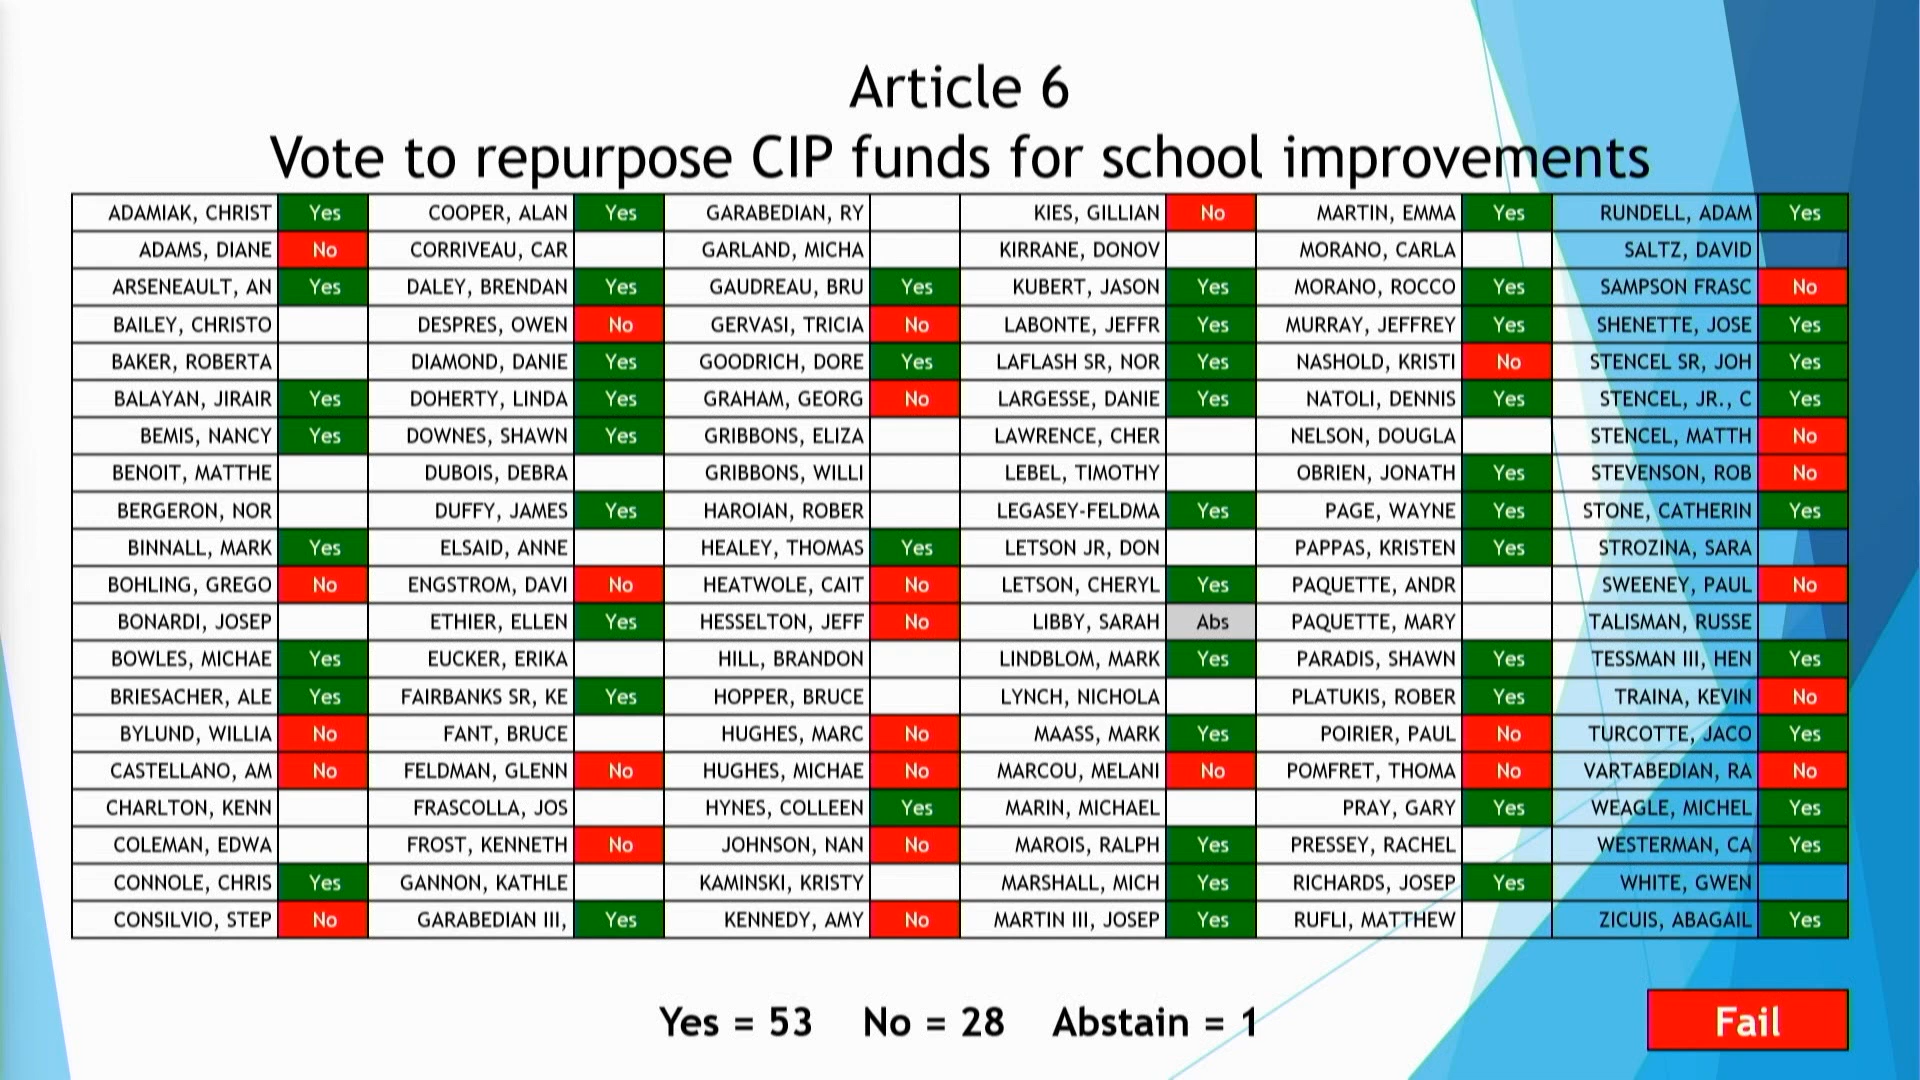 Article 6
Vote to repurpose CIP funds for school improvements
ADAMIAK, CHRIST Yes COOPER, ALAN Yes GARABEDIAN, RY KIES, GILLIAN No MARTIN, EMMA Yes RUNDELL, ADAM Yes
ADAMS, DIANE No CORRIVEAU, CAR GARLAND, MICHA KIRRANE, DONOV MORANO, CARLA SALTZ, DAVID
ARSENEAULT, AN Yes DALEY, BRENDAN Yes GAUDREAU, BRU Yes KUBERT, JASON Yes MORANO, ROCCO Yes SAMPSON FRASC No
BAILEY, CHRISTO DESPRES, OWEN No GERVASI, TRICIA No LABONTE, JEFFR Yes MURRAY, JEFFREY Yes SHENETTE, JOSE Yes
BAKER, ROBERTA DIAMOND, DANIE Yes GOODRICH, DORE Yes LAFLASH SR, NOR Yes NASHOLD, KRISTI No STENCEL SR, JOH Yes
BALAYAN, JIRAIR Yes DOHERTY, LINDA Yes GRAHAM, GEORG No LARGESSE, DANIE Yes NATOLI, DENNIS Yes STENCEL, JR., C Yes
BEMIS, NANCY Yes DOWNES, SHAWN Yes GRIBBONS, ELIZA LAWRENCE, CHER NELSON, DOUGLA STENCEL, MATTH No
BENOIT, MATTHE DUBOIS, DEBRA GRIBBONS, WILLI LEBEL, TIMOTHY OBRIEN, JONATH Yes STEVENSON, ROB No
BERGERON, NOR DUFFY, JAMES Yes HAROIAN, ROBER LEGASEY-FELDMA Yes PAGE, WAYNE Yes STONE, CATHERIN Yes
BINNALL, MARK Yes ELSAID, ANNE HEALEY, THOMAS Yes LETSON JR, DON PAPPAS, KRISTEN Yes STROZINA, SARA
BOHLING, GREGO No ENGSTROM, DAVI No HEATWOLE, CAIT No LETSON, CHERYL Yes PAQUETTE, ANDR SWEENEY, PAUL No
BONARDI, JOSEP ETHIER, ELLEN Yes HESSELTON, JEFF No LIBBY, SARAH Abs PAQUETTE, MARY TALISMAN, RUSSE
BOWLES, MICHAE Yes EUCKER, ERIKA HILL, BRANDON LINDBLOM, MARK Yes PARADIS, SHAWN Yes TESSMAN III, HEN Yes
BRIESACHER, ALE Yes FAIRBANKS SR, KE Yes HOPPER, BRUCE LYNCH, NICHOLA PLATUKIS, ROBER Yes TRAINA, KEVIN No
BYLUND, WILLIA No FANT, BRUCE HUGHES, MARC No MAASS, MARK Yes POIRIER, PAUL No TURCOTTE, JACO Yes
CASTELLANO, AM No FELDMAN, GLENN No HUGHES, MICHAE No MARCOU, MELANI No POMFRET, THOMA No VARTABEDIAN, RA No
CHARLTON, KENN FRASCOLLA, JOS HYNES, COLLEEN Yes MARIN, MICHAEL PRAY, GARY Yes WEAGLE, MICHEL Yes
COLEMAN, EDWA FROST, KENNETH No JOHNSON, NAN No MAROIS, RALPH Yes PRESSEY, RACHEL WESTERMAN, CA Yes
CONNOLE, CHRIS Yes GANNON, KATHLE KAMINSKI, KRISTY MARSHALL, MICH Yes RICHARDS, JOSEP Yes WHITE, GWEN
CONSILVIO, STEP No GARABEDIAN III, Yes KENNEDY, AMY No MARTIN III, JOSEP Yes RUFLI, MATTHEW ZICUIS, ABAGAIL Yes
Yes = 53 No = 28 Abstain = 1
Fail